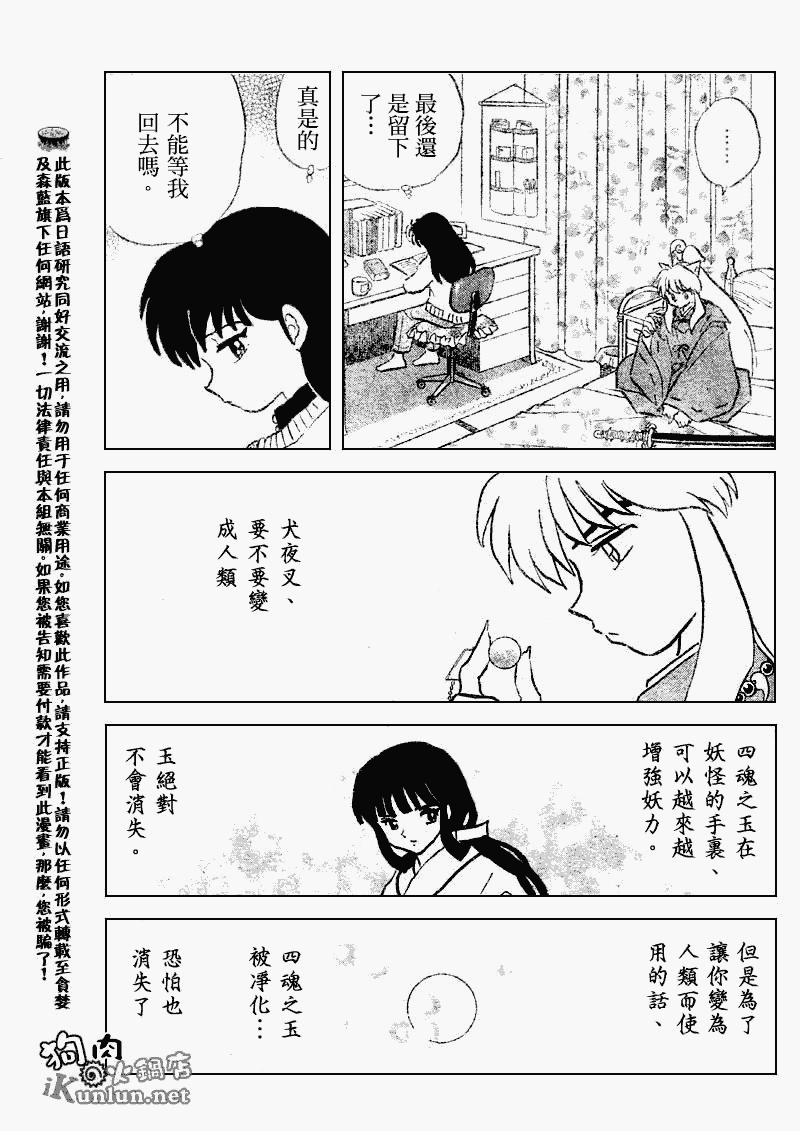 ……
最後還
是留下
了…
真是的
不能等我
回去嗎。
犬夜叉、
要不要變
成人類
四魂之玉在
妖怪的手裏、
可以越來越
增強妖力。
玉絕對
不會消失。
但是為了
讓你變為
人類而使
用的話、
四魂之玉
被凈化…
恐怕也
消失了
此版本爲日語研究同好交流之用,請勿用于任何商業用途。如您喜歡此作品,請支持正版!請勿以任何形式轉載至貪婪
及森藍旗下任何網站,謝謝!一切法律責任與本組無關。如果您被告知需要付款才能看到此漫畫,那麼,您被騙了!
狗肉
火鍋店
iKunlun.net